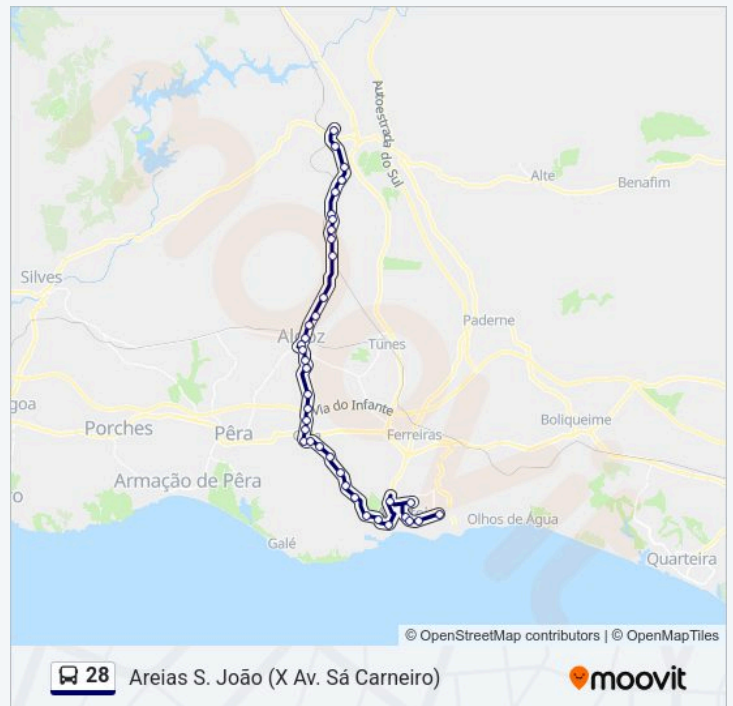 Autoestrada do Sul
Alte
Benafim
Silves
Paderne
Algoz
Tunes
Via do Infante
Boliqueime
goa
Porches
Pêra
Ferreiras
Armação de Pêra
o
Olhos de Água
Galé
Quarteira
moovit
© OpenStreetMap contributors | © OpenMapTiles
28 Areias S. João (X Av. Sá Carneiro)
moovit